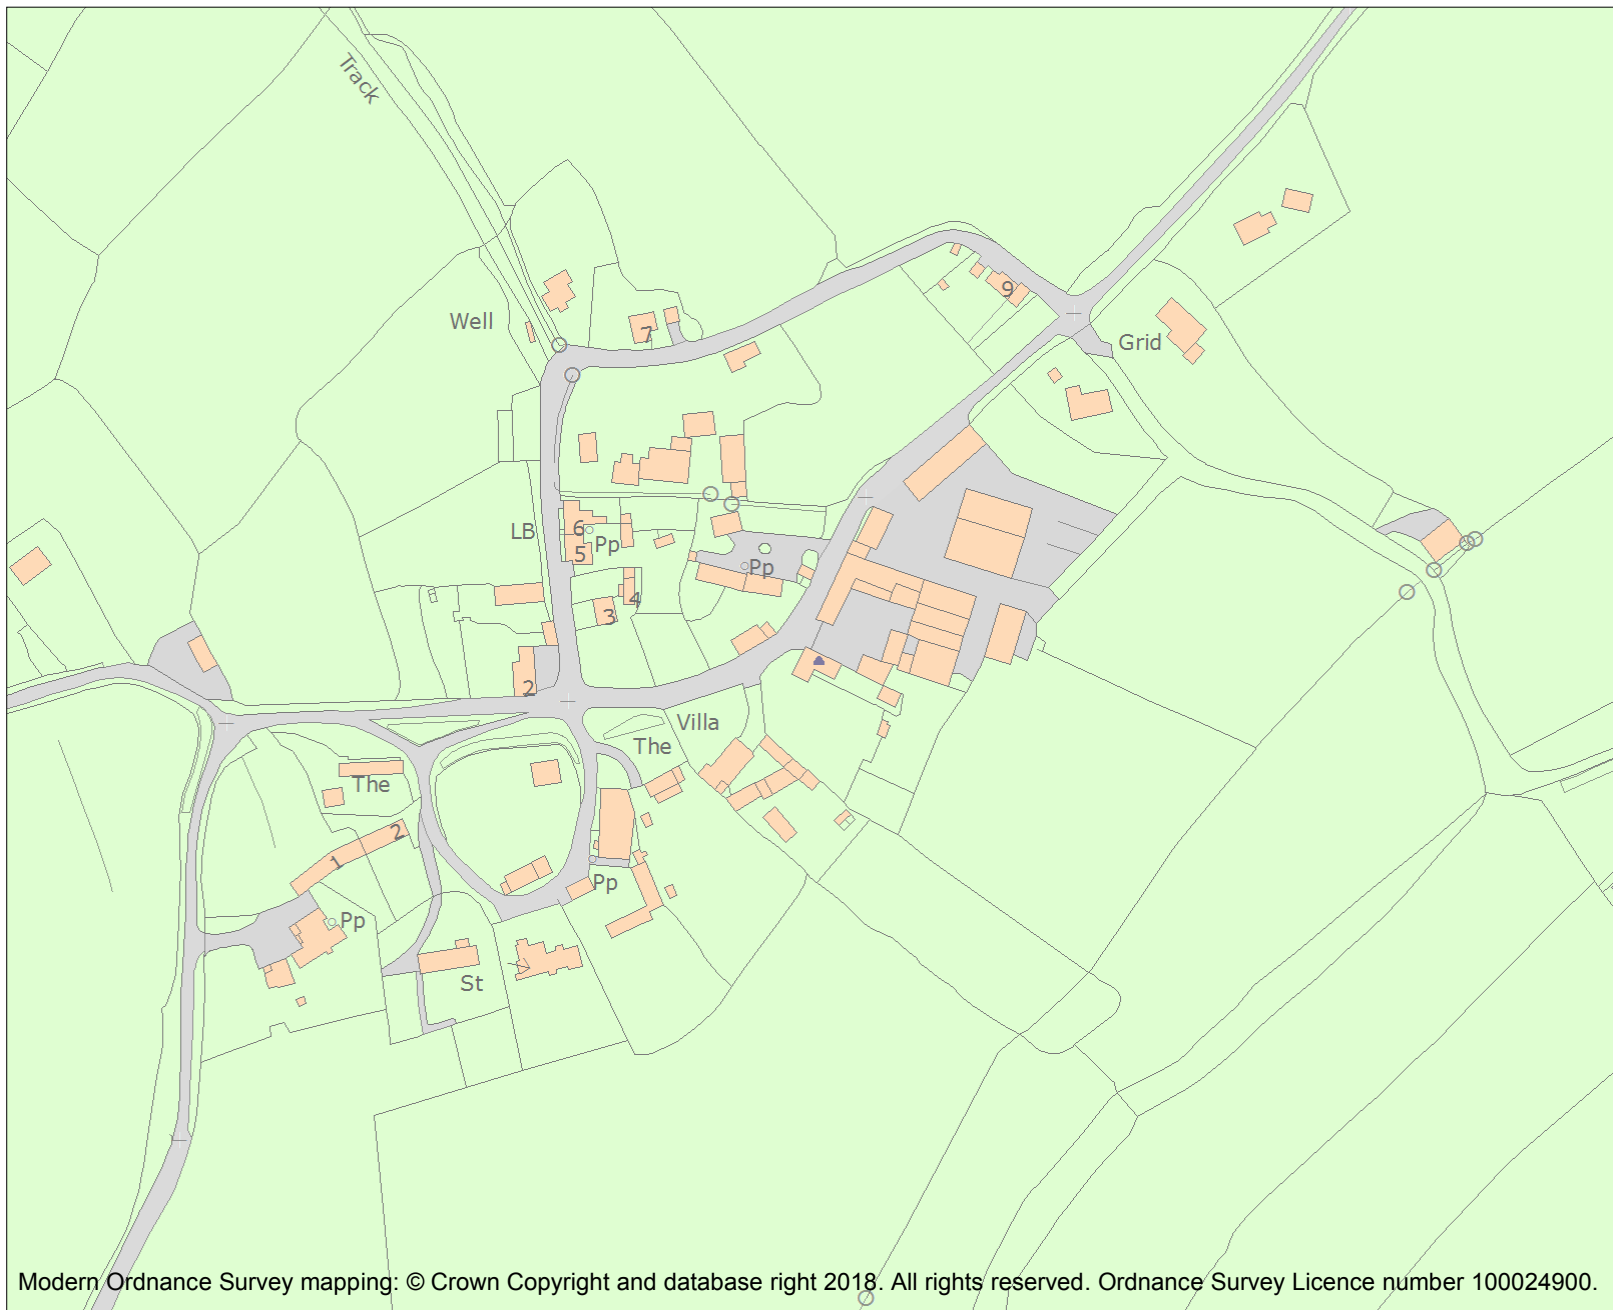 Track
Well
7
9
Grid
LB
6
Pp
5
Pp
4
3
2
Villa
The
The
2
1
Pp
Pp
St
Modern Ordnance Survey mapping: © Crown Copyright and database right 2018. All rights reserved. Ordnance Survey Licence number 100024900.